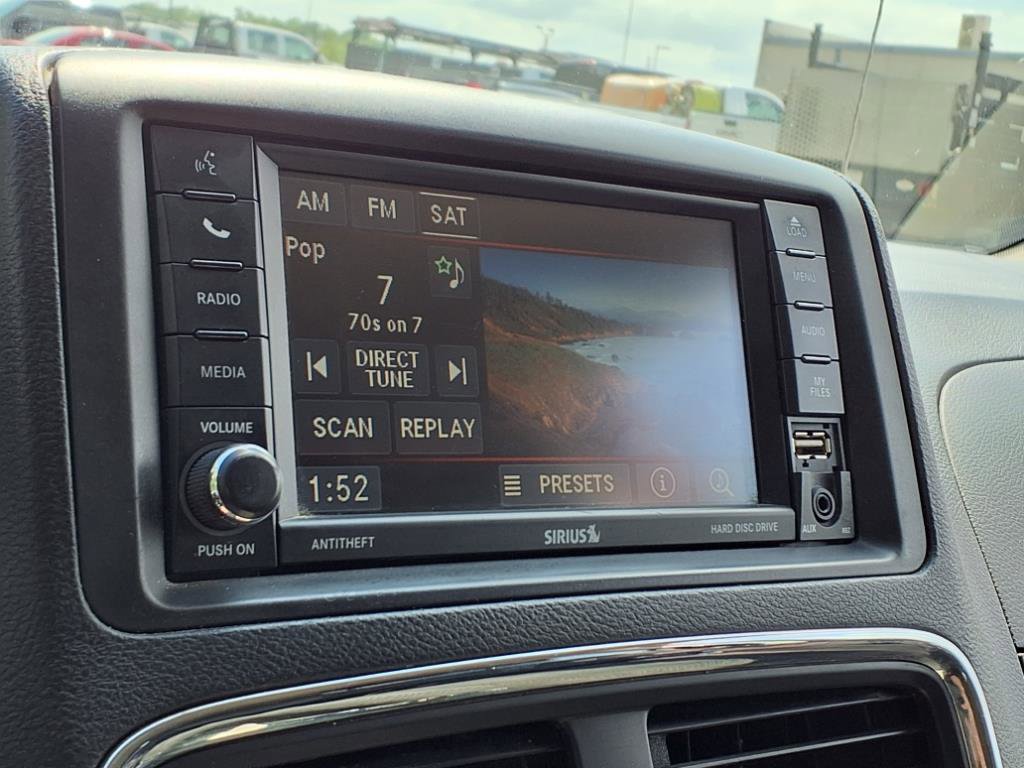 RADIO
MEDIA
VOLUME
PUSH ON
AM FM SAT
Pop
7
70s on 7
DIRECT
TUNE
SCAN REPLAY
1:52 PRESETS i
ANTITHEFT SIRIUS HARD DISC DRIVE
LOAD
MENU
AUDIO
MY
FILES
AUX